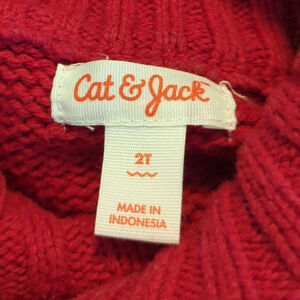 Cat & Jack
2T
MADE IN
INDONESIA